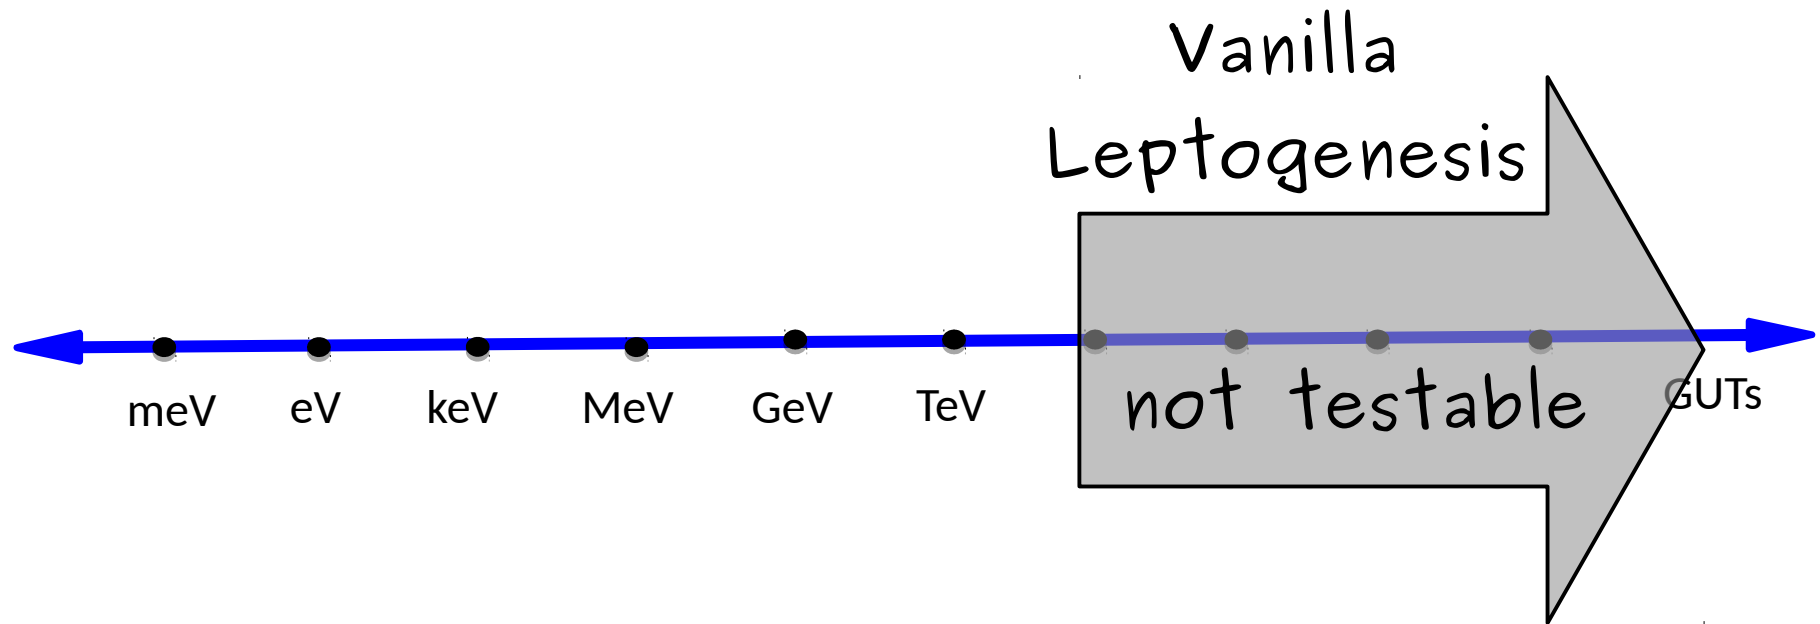 Vanilla
Leptogenesis
meV eV keV MeV GeV TeV not testable GUTs